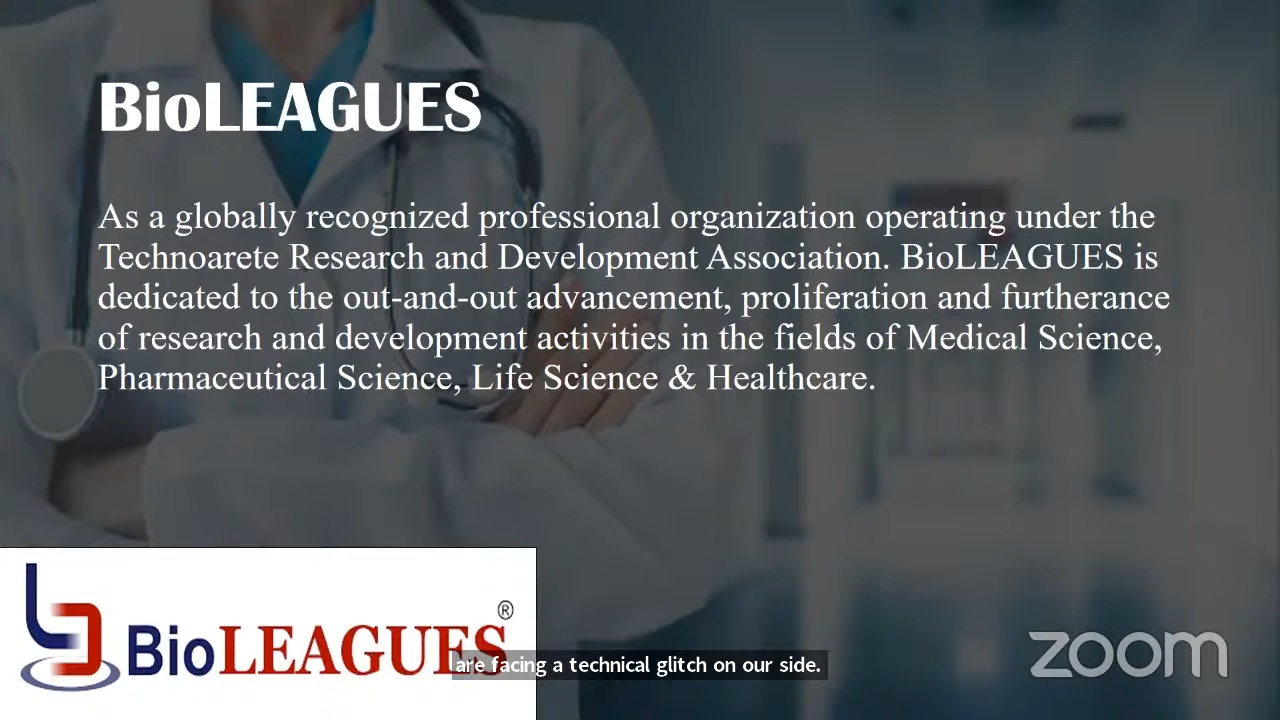 BioLEAGUES
As a globally recognized professional organization operating under the
Technoarete Research and Development Association. BioLEAGUES is
dedicated to the out-and-out advancement, proliferation and furtherance
of research and development activities in the fields of Medical Science,
Pharmaceutical Science, Life Science & Healthcare.
BioLEAGUES®
are facing a technical glitch on our side.
zoom